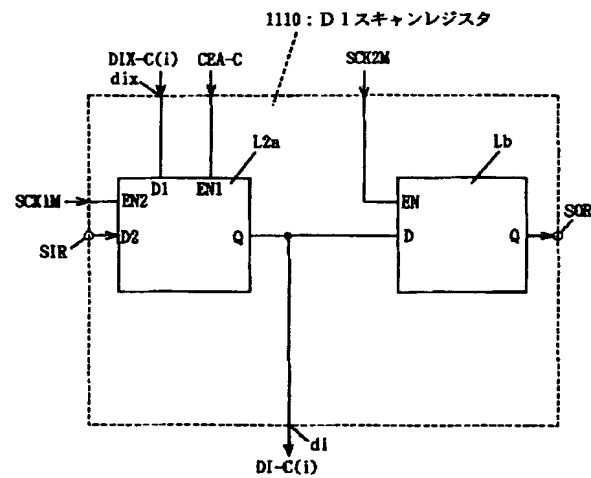 1110：DIスキャンレジスタ
DIX-C(i) CEA-C SCK2M
dix
L2a Lb
D1 EN1
SCK1M EN2 EN
SIR D2 Q D Q SOR
di
DI-C(i)